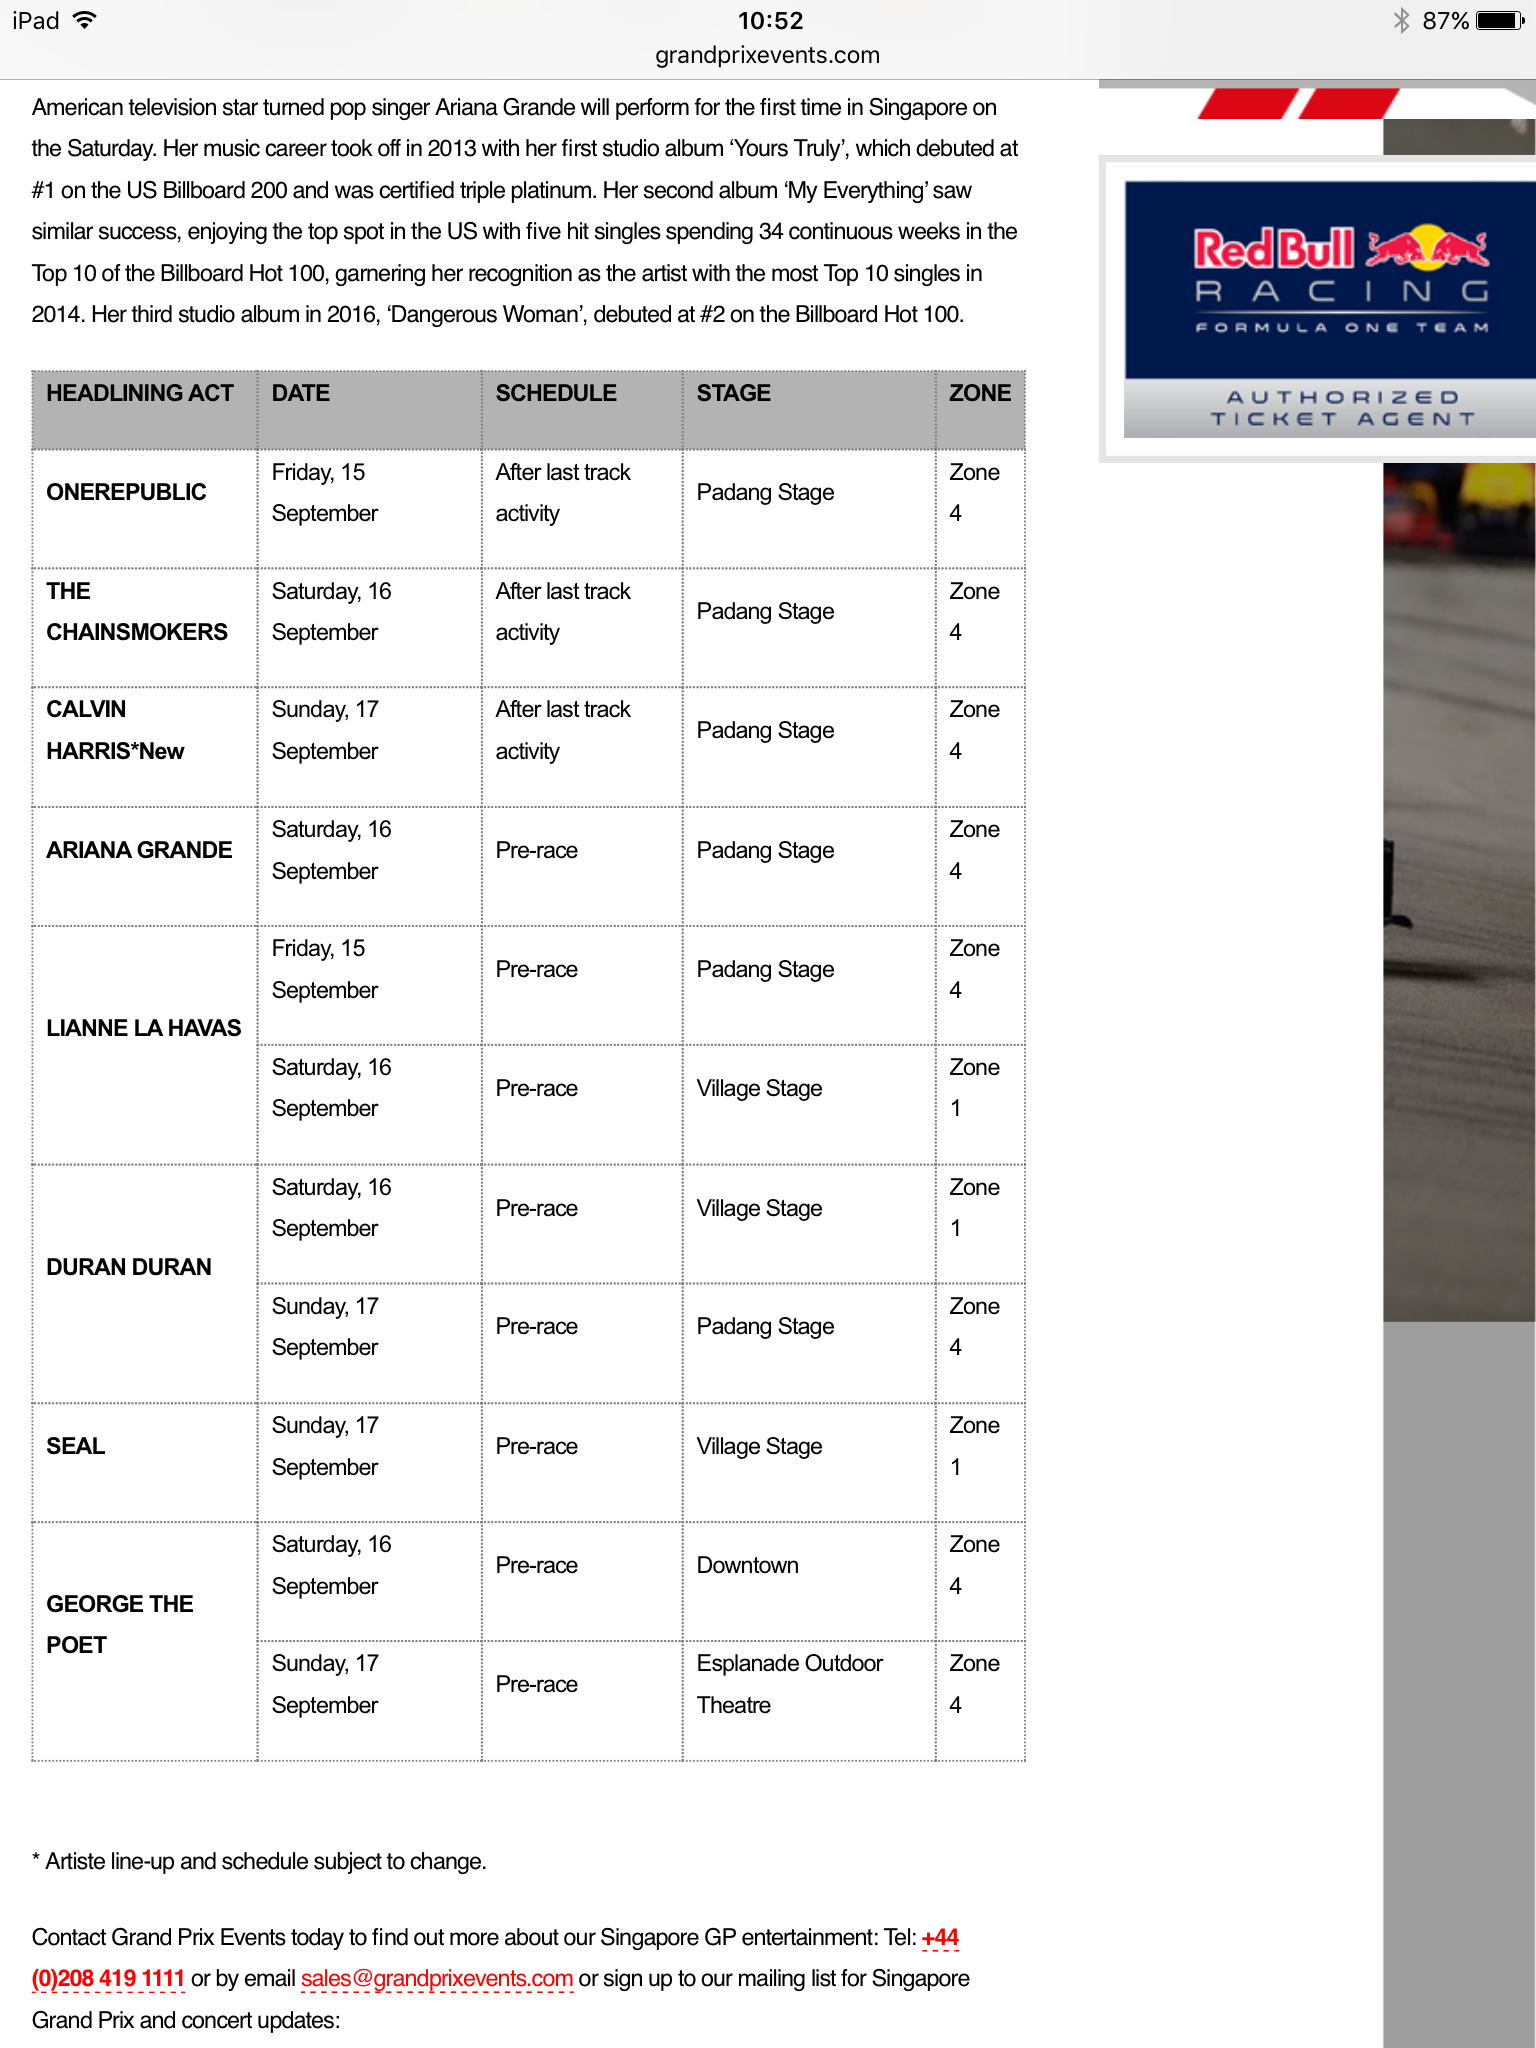 iPad
10:52
87%
grandprixevents.com
American television star turned pop singer Ariana Grande will perform for the first time in Singapore on
the Saturday. Her music career took off in 2013 with her first studio album ‘Yours Truly’, which debuted at
#1 on the US Billboard 200 and was certified triple platinum. Her second album ‘My Everything’ saw
similar success, enjoying the top spot in the US with five hit singles spending 34 continuous weeks in the
Top 10 of the Billboard Hot 100, garnering her recognition as the artist with the most Top 10 singles in
2014. Her third studio album in 2016, ‘Dangerous Woman’, debuted at #2 on the Billboard Hot 100.
Red Bull
RACING
FORMULA ONE TEAM
AUTHORIZED
TICKET AGENT
HEADLINING ACT DATE SCHEDULE STAGE ZONE
ONEREPUBLIC
Friday, 15
September
After last track
activity
Padang Stage
Zone
4
THE
CHAINSMOKERS
Saturday, 16
September
After last track
activity
Padang Stage
Zone
4
CALVIN
HARRIS*New
Sunday, 17
September
After last track
activity
Padang Stage
Zone
4
ARIANA GRANDE
Saturday, 16
September
Pre-race
Padang Stage
Zone
4
LIANNE LA HAVAS
Friday, 15
September
Pre-race
Padang Stage
Zone
4
Saturday, 16
September
Pre-race
Village Stage
Zone
1
DURAN DURAN
Saturday, 16
September
Pre-race
Village Stage
Zone
1
Sunday, 17
September
Pre-race
Padang Stage
Zone
4
SEAL
Sunday, 17
September
Pre-race
Village Stage
Zone
1
GEORGE THE
POET
Saturday, 16
September
Pre-race
Downtown
Zone
4
Sunday, 17
September
Pre-race
Esplanade Outdoor
Theatre
Zone
4
* Artiste line-up and schedule subject to change.
Contact Grand Prix Events today to find out more about our Singapore GP entertainment: Tel: +44
(0)208 419 1111 or by email sales@grandprixevents.com or sign up to our mailing list for Singapore
Grand Prix and concert updates: